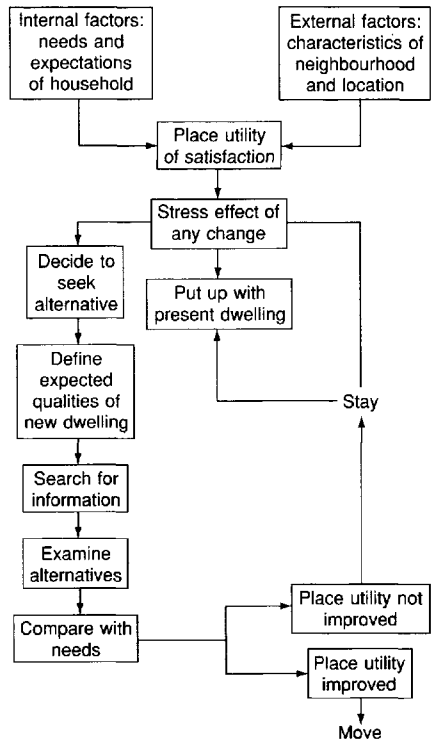 Internal factors:
needs and
expectations
of household
External factors:
characteristics of
neighbourhood
and location
Place utility
of satisfaction
Stress effect of
any change
Decide to
seek
alternative
Put up with
present dwelling
Define
expected
qualities of
new dwelling
Stay
Search for
information
Examine
alternatives
Compare with
needs
Place utility not
improved
Place utility
improved
Move